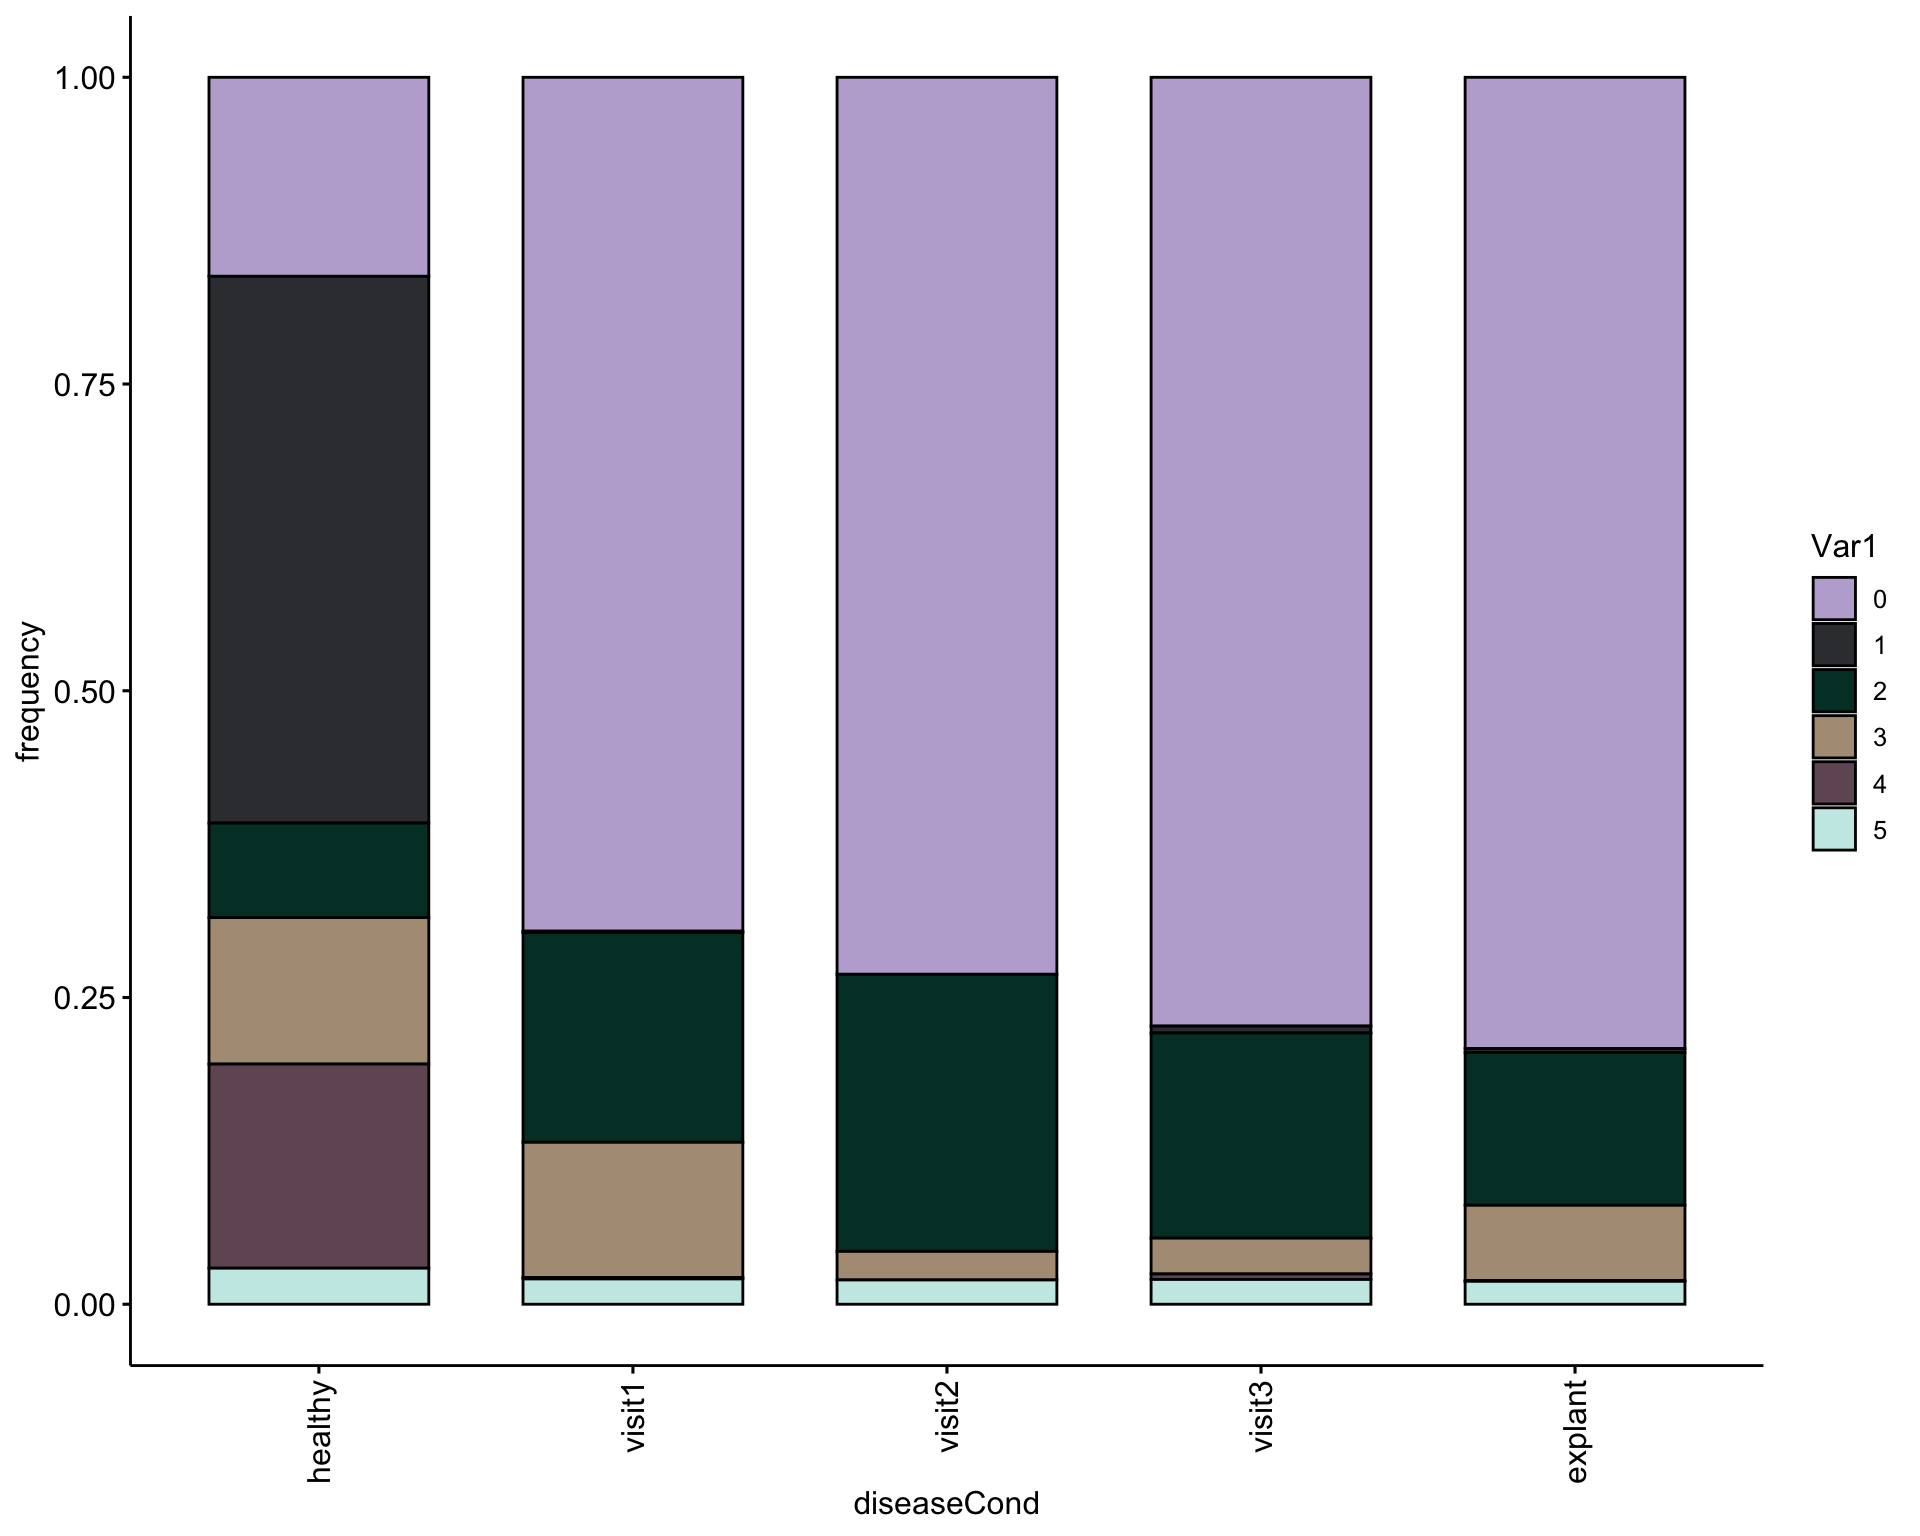 1.00
0.75
0.50
0.25
0.00
frequency
healthy
visit1
visit2
visit3
explant
diseaseCond
Var1
0
1
2
3
4
5